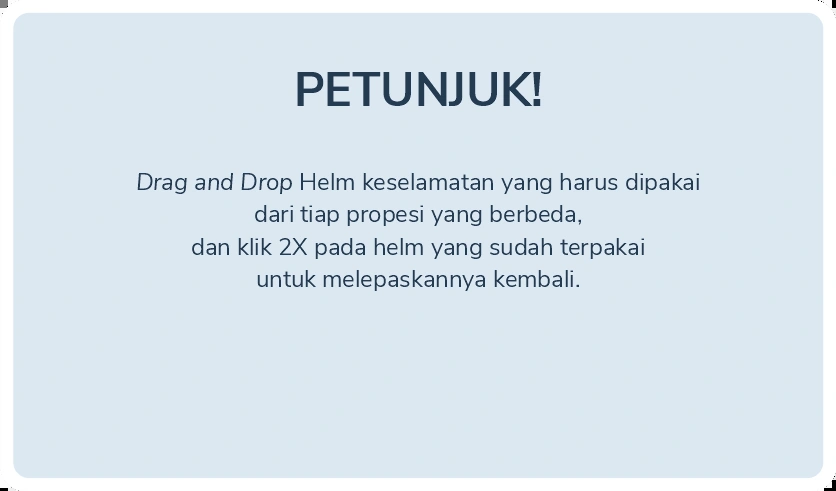 PETUNJUK!
Drag and Drop Helm keselamatan yang harus dipakai
dari tiap propesi yang berbeda,
dan klik 2X pada helm yang sudah terpakai
untuk melepaskannya kembali.